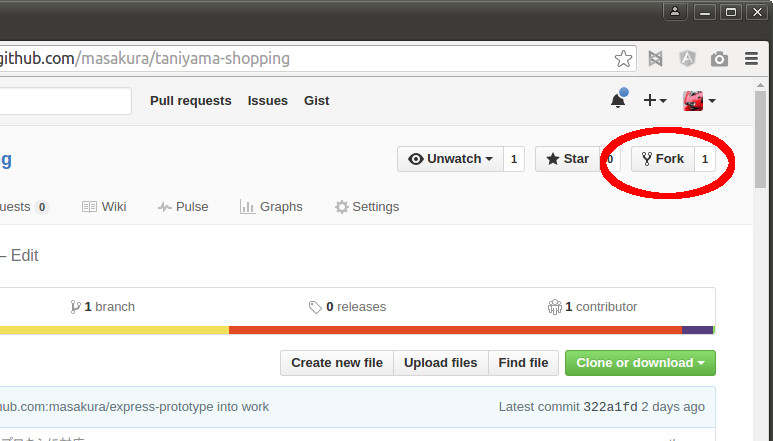 github.com/masakura/taniyama-shopping
Pull requests Issues Gist
ng
Unwatch 1 Star 0 Fork 1
uests 0 Wiki Pulse Graphs Settings
– Edit
1 branch 0 releases 1 contributor
Create new file Upload files Find file Clone or download
hub.com:masakura/express-prototype into work Latest commit 322a1fd 2 days ago